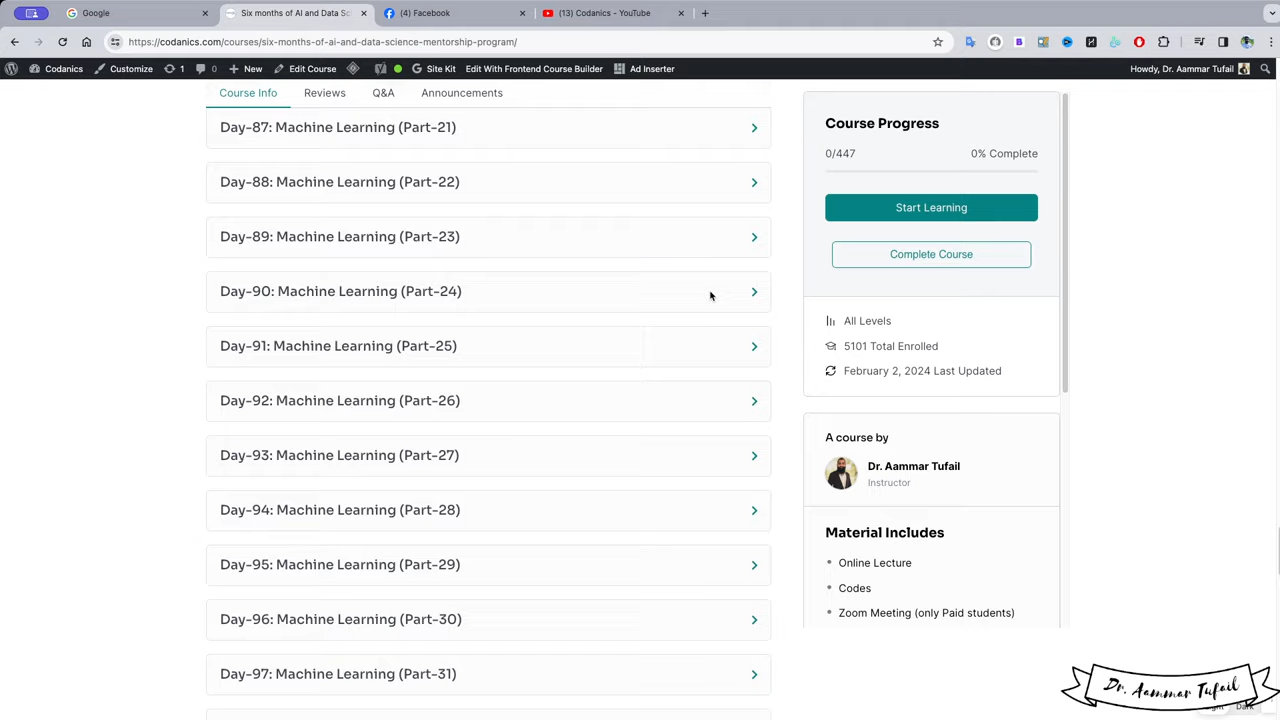 Google
Six months of AI and Data Sc
(4) Facebook
(13) Codanics - YouTube
https://codanics.com/courses/six-months-of-ai-and-data-science-mentorship-program/
Codanics
Customize
1
0
New
Edit Course
Site Kit
Edit With Frontend Course Builder
Ad Inserter
Howdy, Dr. Aammar Tufail
Course Info
Reviews
Q&A
Announcements
Day-87: Machine Learning (Part-21)
Day-88: Machine Learning (Part-22)
Day-89: Machine Learning (Part-23)
Day-90: Machine Learning (Part-24)
Day-91: Machine Learning (Part-25)
Day-92: Machine Learning (Part-26)
Day-93: Machine Learning (Part-27)
Day-94: Machine Learning (Part-28)
Day-95: Machine Learning (Part-29)
Day-96: Machine Learning (Part-30)
Day-97: Machine Learning (Part-31)
Course Progress
0/447
0% Complete
Start Learning
Complete Course
All Levels
5101 Total Enrolled
February 2, 2024 Last Updated
A course by
Dr. Aammar Tufail
Instructor
Material Includes
Online Lecture
Codes
Zoom Meeting (only Paid students)
Dr. Aammar Tufail